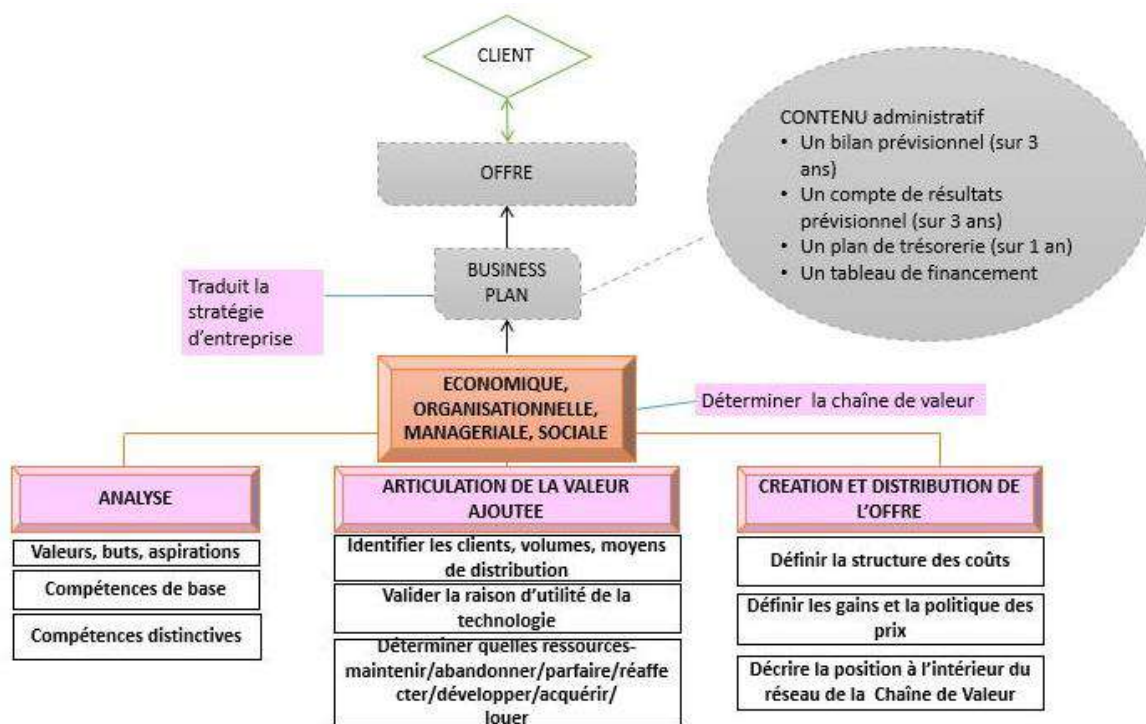 CLIENT
OFFRE
CONTENU administratif
• Un bilan prévisionnel (sur 3
ans)
• Un compte de résultats
prévisionnel (sur 3 ans)
• Un plan de trésorerie (sur 1 an)
• Un tableau de financement
BUSINESS
PLAN
Traduit la
stratégie
d'entreprise
ECONOMIQUE,
ORGANISATIONNELLE,
MANAGERIALE, SOCIALE
Déterminer la chaîne de valeur
ANALYSE
Valeurs, buts, aspirations
Compétences de base
Compétences distinctives
ARTICULATION DE LA VALEUR
AJOUTEE
Identifier les clients, volumes, moyens
de distribution
Valider la raison d'utilité de la
technologie
Déterminer quelles ressources-
maintenir/abandonner/parfaire/réaffe
cter/développer/acquérir/
louer
CREATION ET DISTRIBUTION DE
L'OFFRE
Définir la structure des coûts
Définir les gains et la politique des
prix
Décrire la position à l'intérieur du
réseau de la Chaîne de Valeur